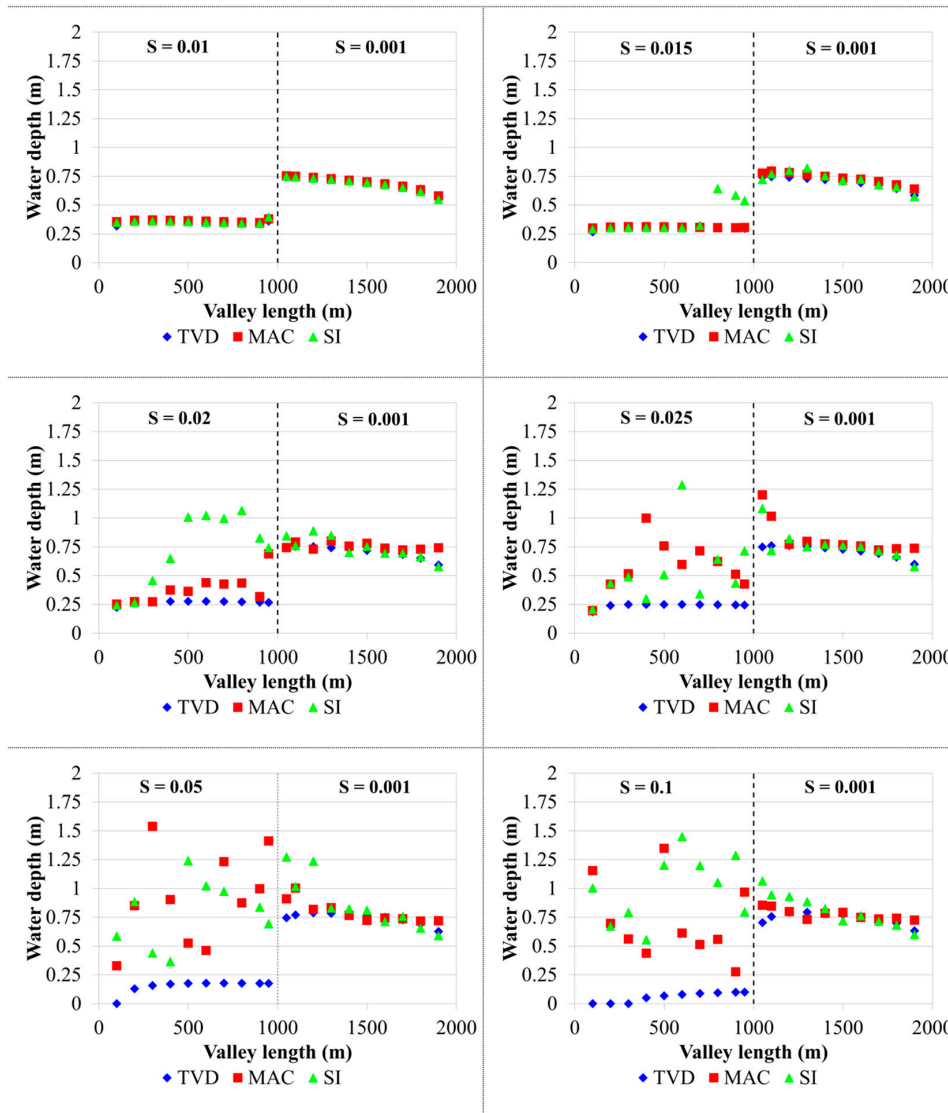 S = 0.01 S = 0.001
Water depth (m)
2
1.75
1.5
1.25
1
0.75
0.5
0.25
0
0 500 1000 1500 2000
Valley length (m)
TVD MAC SI
S = 0.015 S = 0.001
Water depth (m)
2
1.75
1.5
1.25
1
0.75
0.5
0.25
0
0 500 1000 1500 2000
Valley length (m)
TVD MAC SI
S = 0.02 S = 0.001
Water depth (m)
2
1.75
1.5
1.25
1
0.75
0.5
0.25
0
0 500 1000 1500 2000
Valley length (m)
TVD MAC SI
S = 0.025 S = 0.001
Water depth (m)
2
1.75
1.5
1.25
1
0.75
0.5
0.25
0
0 500 1000 1500 2000
Valley length (m)
TVD MAC SI
S = 0.05 S = 0.001
Water depth (m)
2
1.75
1.5
1.25
1
0.75
0.5
0.25
0
0 500 1000 1500 2000
Valley length (m)
TVD MAC SI
S = 0.1 S = 0.001
Water depth (m)
2
1.75
1.5
1.25
1
0.75
0.5
0.25
0
0 500 1000 1500 2000
Valley length (m)
TVD MAC SI